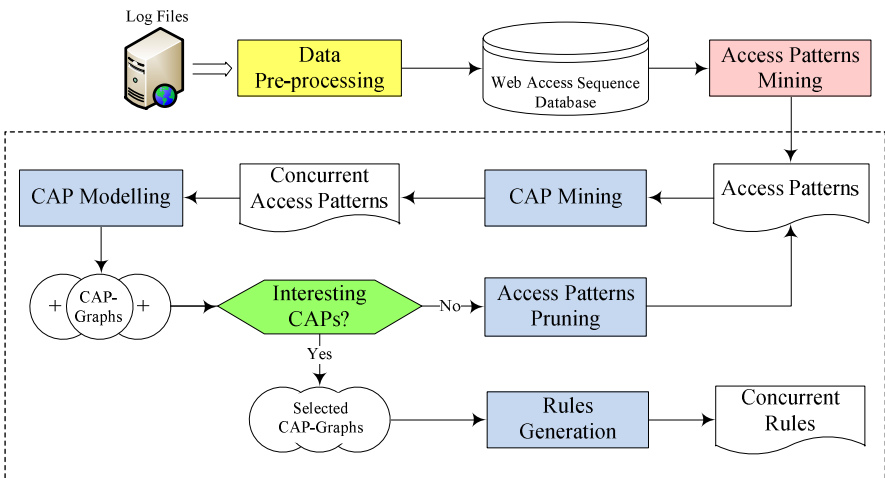 Log Files
Data
Pre-processing
Web Access Sequence
Database
Access Patterns
Mining
CAP Modelling
Concurrent
Access Patterns
CAP Mining
Access Patterns
+
CAP-
Graphs
+
Interesting
CAPs?
No
Access Patterns
Pruning
Yes
Selected
CAP-Graphs
Rules
Generation
Concurrent
Rules